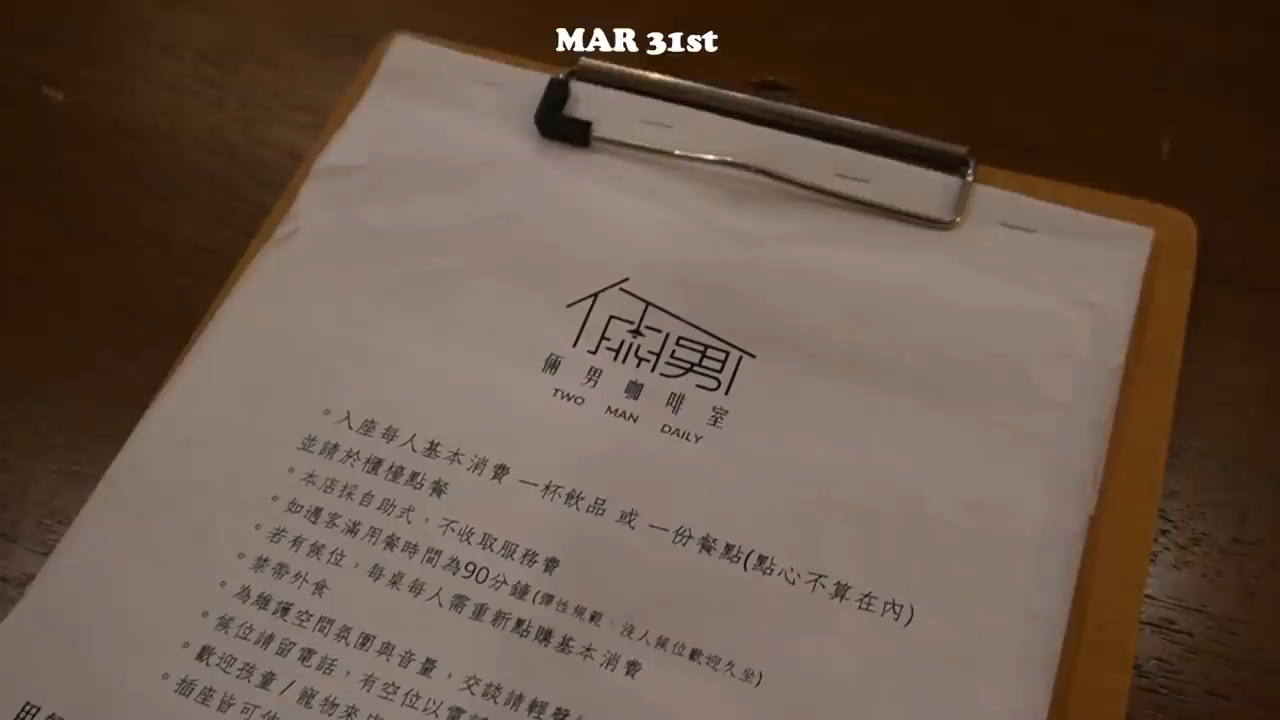 MAR 31st
倆男
倆男咖啡室
TWO MAN DAILY
。入座每人基本消費 一杯飲品 或 一份餐點(點心不算在內)
並請於櫃檯點餐
。本店採自助式，不收取服務費
。如遇客滿用餐時間為90分鐘(彈性規範、沒人候位歡迎久坐)
。若有候位，每桌每人需重新點購基本消費
。禁帶外食
。為維護空間氛圍與音量，交談請輕聲
。候位請留電話，有空位以電話
。歡迎孩童/寵物來店
。插座皆可使